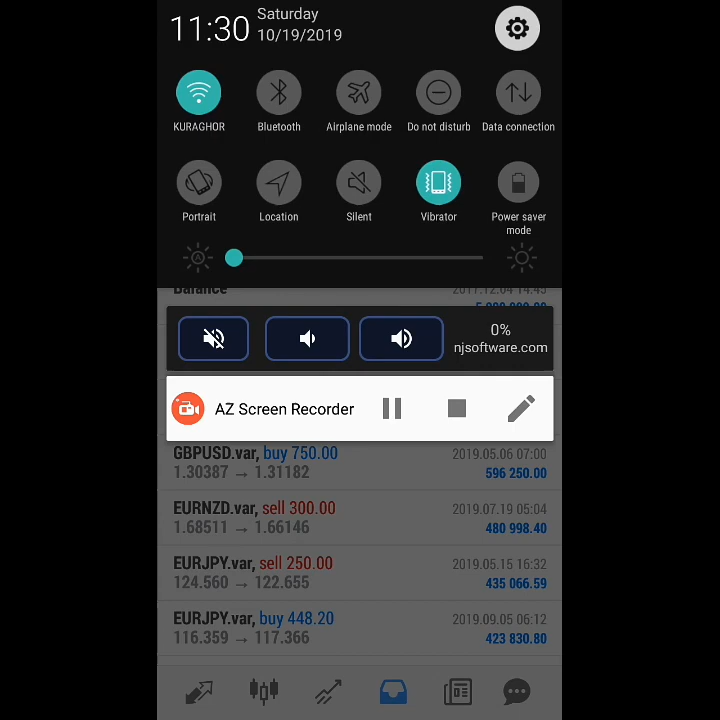 11:30
Saturday
10/19/2019
KURAGHOR
Bluetooth
Airplane mode
Do not disturb
Data connection
Portrait
Location
Silent
Vibrator
Power saver
mode
A
Balance
2017.12.04 14:45
0%
njsoftware.com
AZ Screen Recorder
GBPUSD.var, buy 750.00
2019.05.06 07:00
1.30387 → 1.31182
596 250.00
EURNZD.var, sell 300.00
2019.07.19 05:04
1.68511 → 1.66146
480 998.40
EURJPY.var, sell 250.00
2019.05.15 16:32
124.560 → 122.655
435 066.59
EURJPY.var, buy 448.20
2019.09.05 06:12
116.359 → 117.366
423 830.80